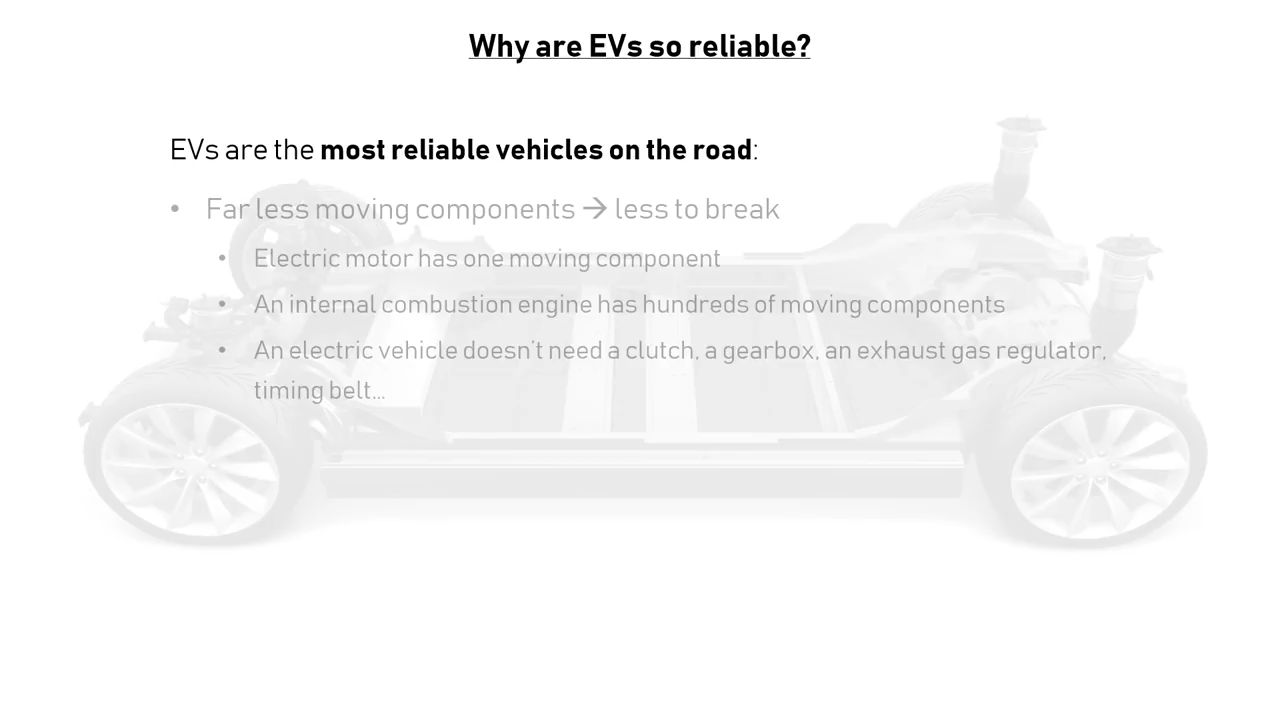 Why are EVs so reliable?
EVs are the most reliable vehicles on the road:
• Far less moving components → less to break
• Electric motor has one moving component
• An internal combustion engine has hundreds of moving components
• An electric vehicle doesn't need a clutch, a gearbox, an exhaust gas regulator,
timing belt...